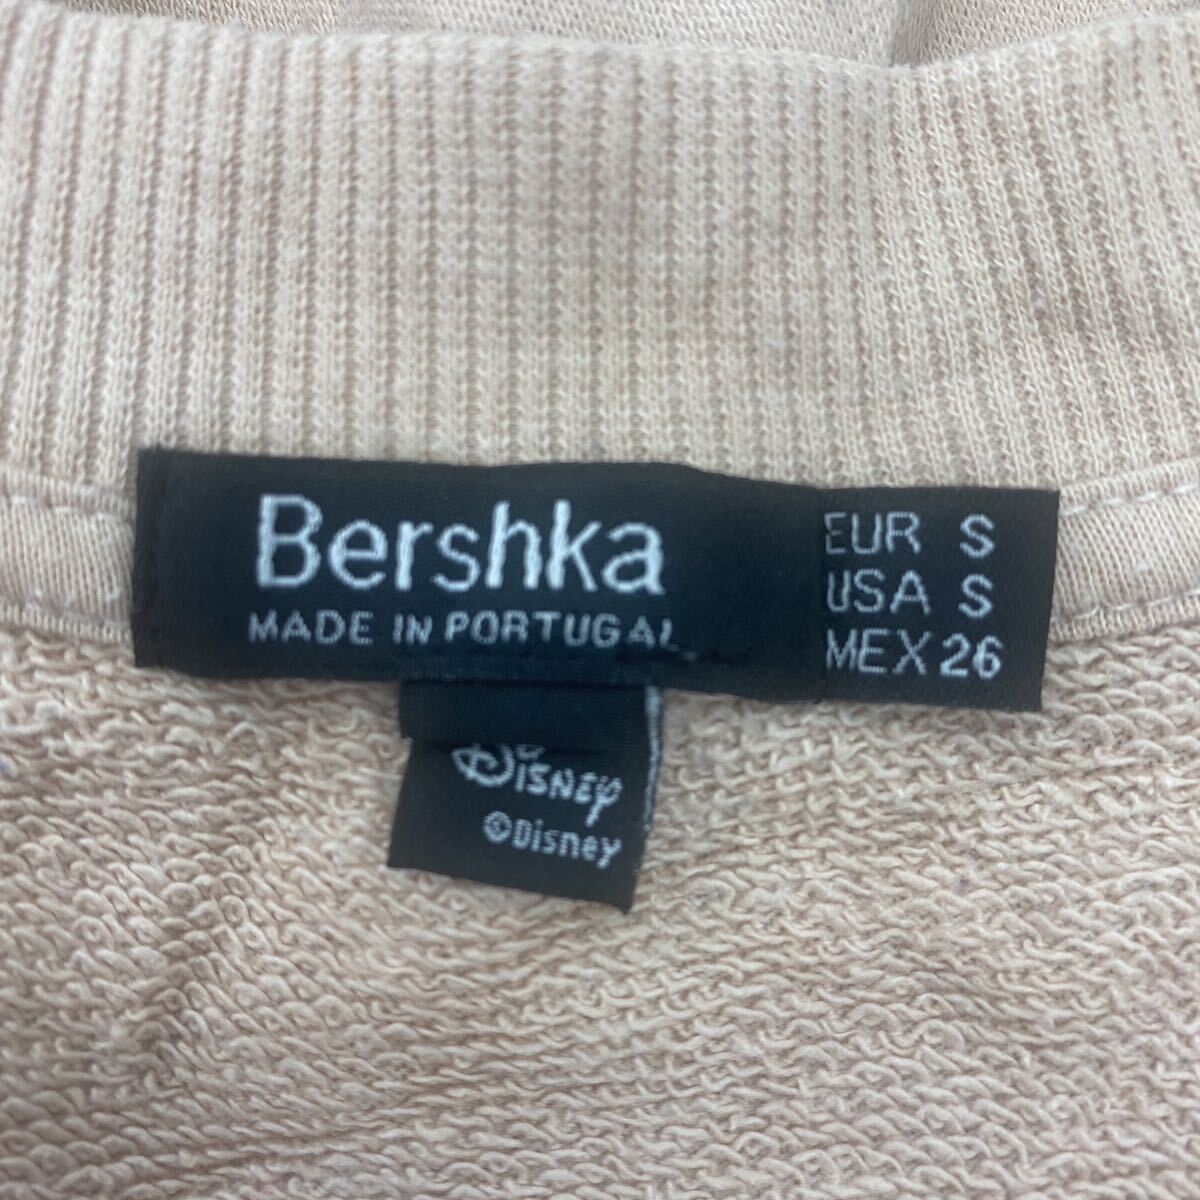 Bershka
MADE IN PORTUGAL
EUR S
USA S
MEX 26
Disney
©Disney